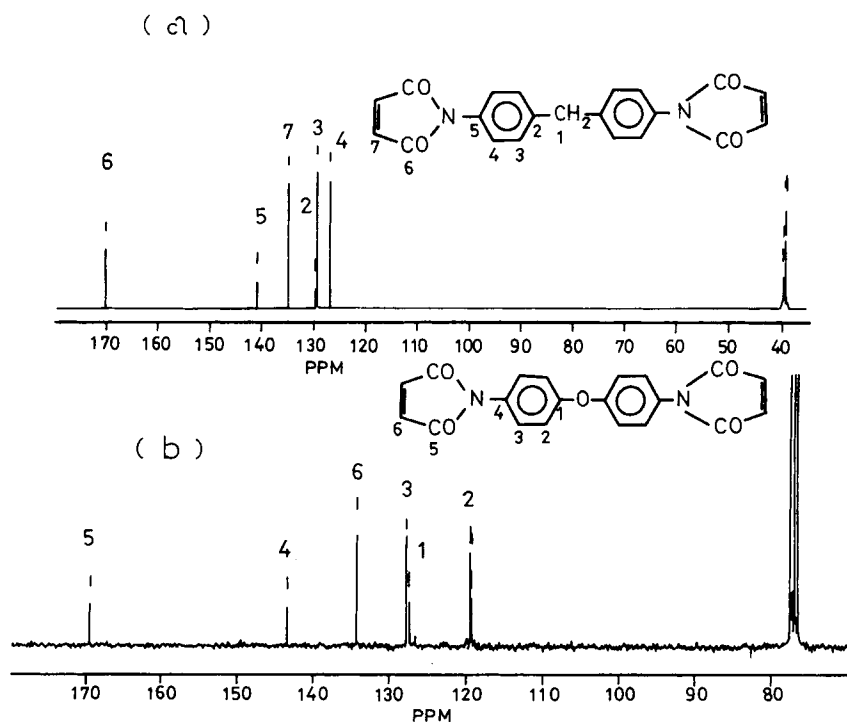 ( a )
CO CO
N CH2 N
CO CO
5 2 1 2
7 6 4 3
6 5 7 2 3 4
170 160 150 140 130 120 110 100 90 80 70 60 50 40
PPM
( b )
CO CO
N O N
CO CO
6 5 4 3 2 1
5 4 6 3 1 2
170 160 150 140 130 120 110 100 90 80
PPM